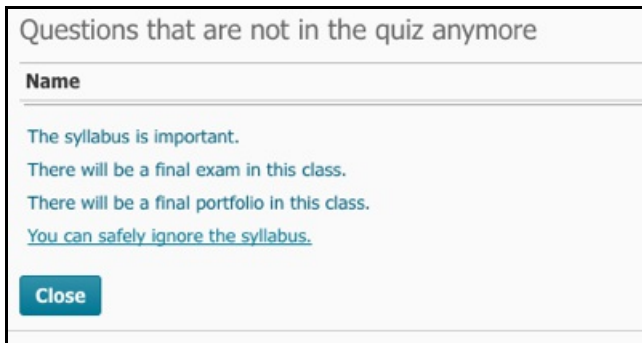 Questions that are not in the quiz anymore
Name
The syllabus is important.
There will be a final exam in this class.
There will be a final portfolio in this class.
You can safely ignore the syllabus.
Close